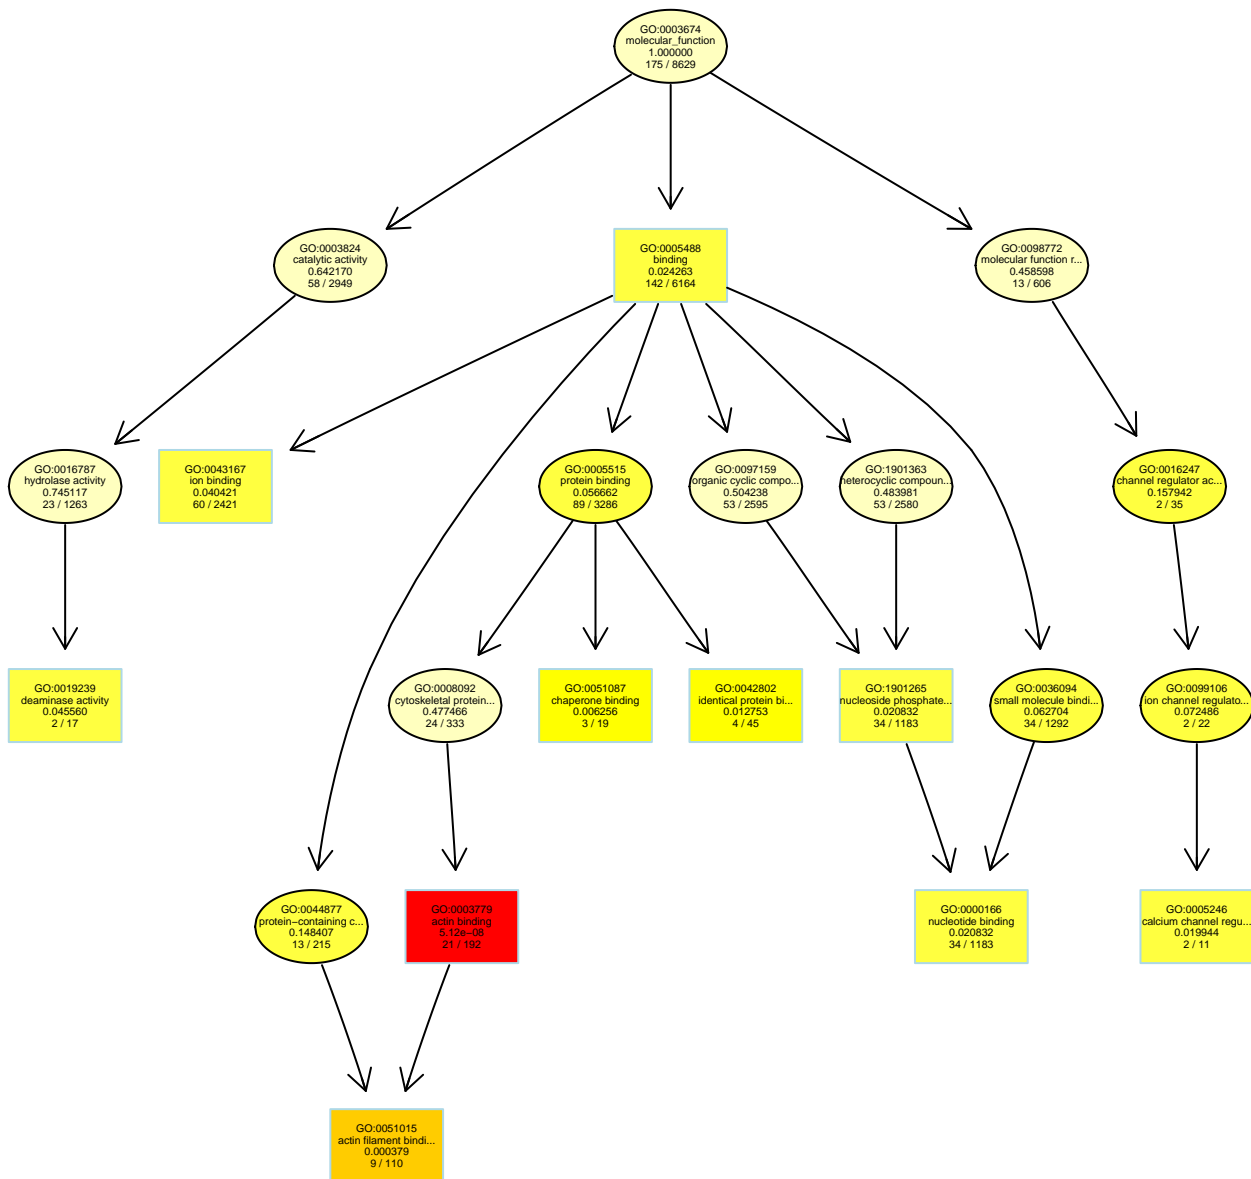 GO:0003674
molecular_function
1.000000
175 / 8629
GO:0003824
catalytic activity
0.642170
58 / 2949
GO:0005488
binding
0.024263
142 / 6164
GO:0098772
molecular function r...
0.458598
13 / 606
GO:0016787
hydrolase activity
0.745117
23 / 1263
GO:0043167
ion binding
0.040421
60 / 2421
GO:0005515
protein binding
0.056662
89 / 3286
GO:0097159
organic cyclic compo...
0.504238
53 / 2595
GO:1901363
heterocyclic compoun...
0.483981
53 / 2580
GO:0016247
channel regulator ac...
0.157942
2 / 35
GO:0019239
deaminase activity
0.045560
2 / 17
GO:0008092
cytoskeletal protein...
0.477466
24 / 333
GO:0051087
chaperone binding
0.006256
3 / 19
GO:0042802
identical protein bi...
0.012753
4 / 45
GO:1901265
nucleoside phosphate...
0.020832
34 / 1183
GO:0036094
small molecule bindi...
0.062704
34 / 1292
GO:0099106
ion channel regulato...
0.072486
2 / 22
GO:0044877
protein−containing c...
0.148407
13 / 215
GO:0003779
actin binding
5.12e−08
21 / 192
GO:0000166
nucleotide binding
0.020832
34 / 1183
GO:0005246
calcium channel regu...
0.019944
2 / 11
GO:0051015
actin filament bindi...
0.000379
9 / 110